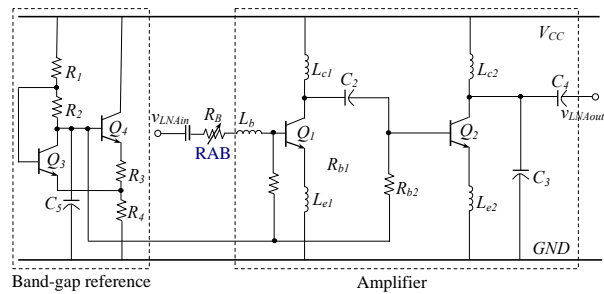 V_CC
R_1
L_c1
L_c2
C_2
C_4
R_2
v_LNAin
R_B
L_b
v_LNAout
Q_4
Q_1
Q_2
Q_3
RAB
R_b1
R_3
C_3
R_b2
C_5
R_4
L_e1
L_e2
GND
Band-gap reference
Amplifier